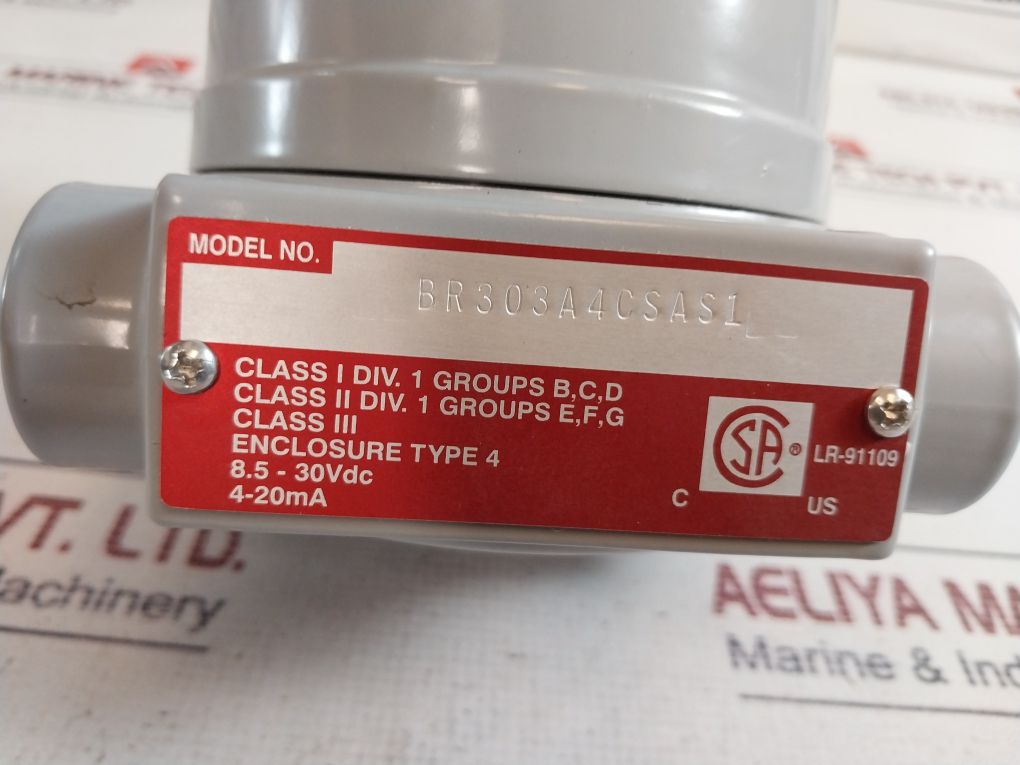 MODEL NO.
BR303A4CSAS1
CLASS I DIV. 1 GROUPS B,C,D
CLASS II DIV. 1 GROUPS E,F,G
CLASS III
ENCLOSURE TYPE 4
8.5 - 30Vdc
4-20mA
CSA ® LR-91109
C US
VT. LTD.
achinery
AELIYA MA
Marine & Ind